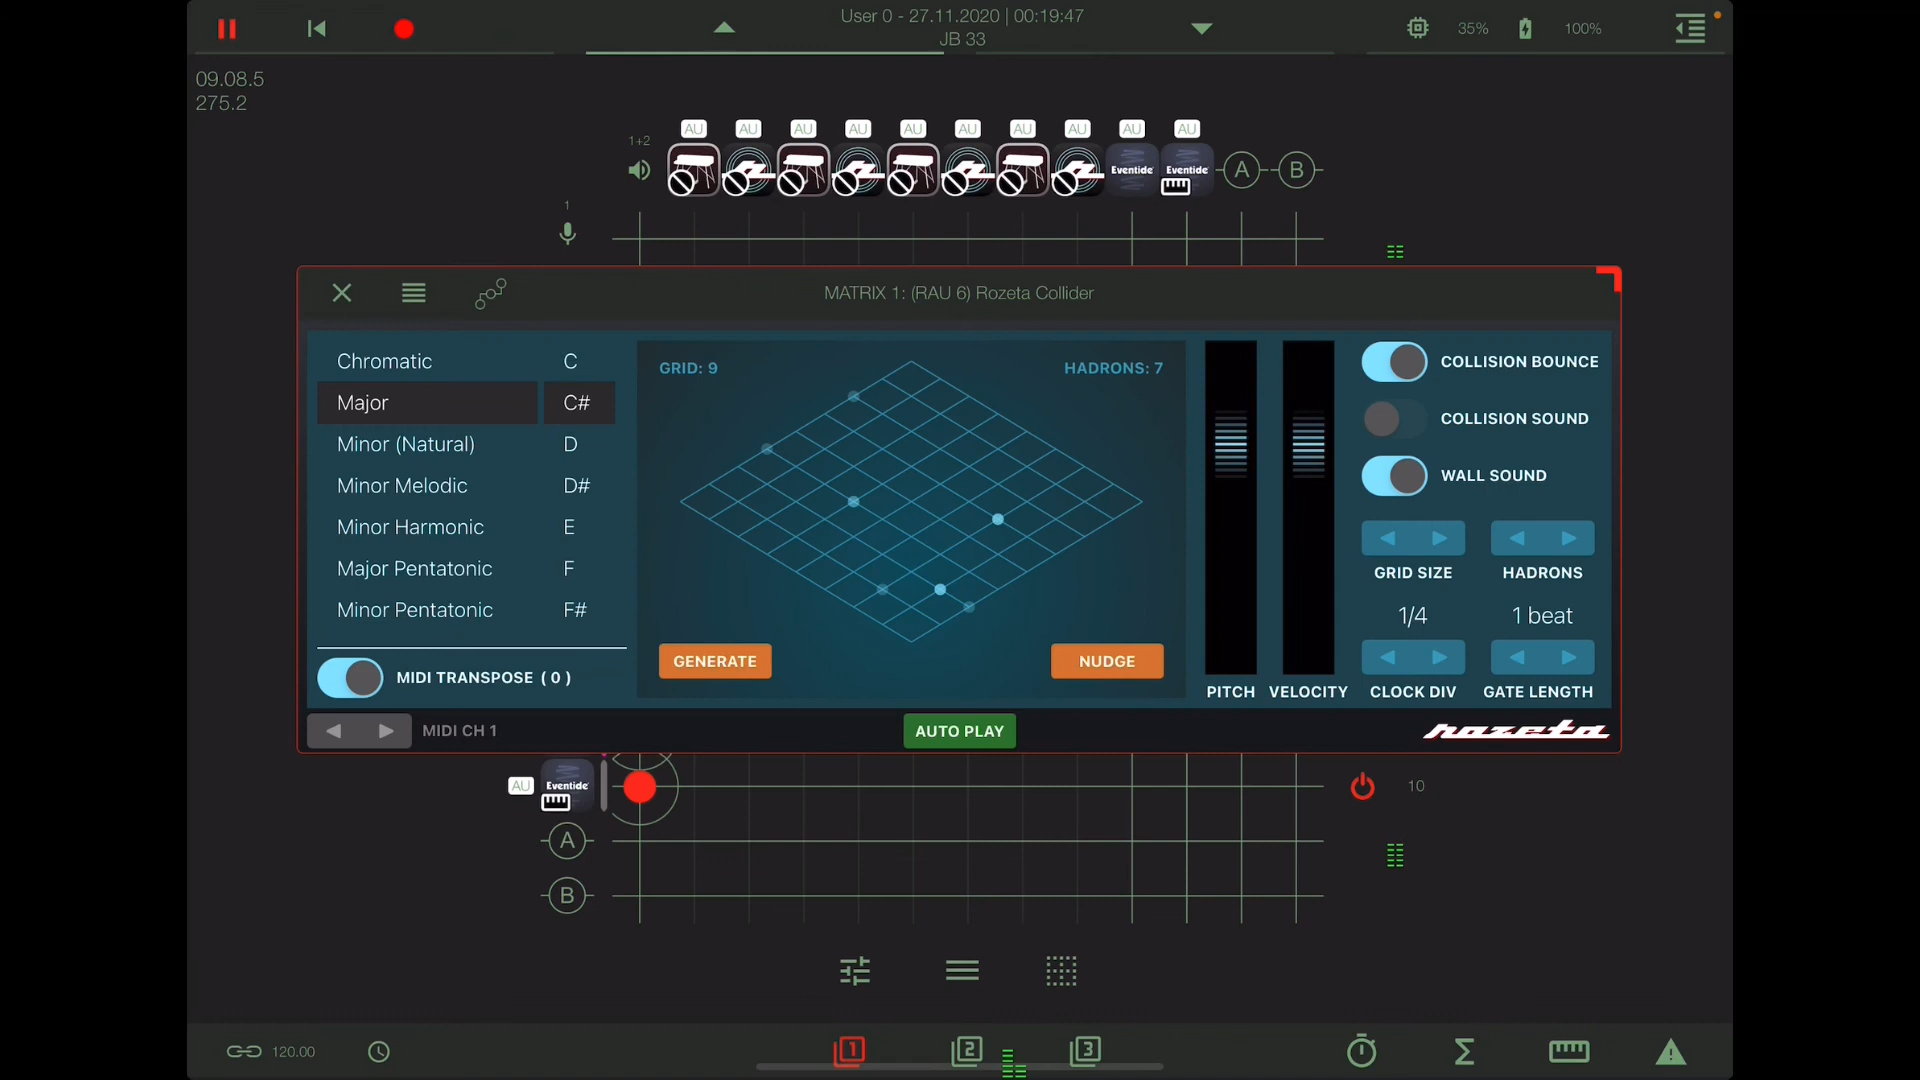 User 0 - 27.11.2020 | 00:19:47
JB 33
35%
100%
09.08.5
275.2
AU AU AU AU AU AU AU AU AU AU
1+2
Eventide Eventide A B
1
MATRIX 1: (RAU 6) Rozeta Collider
Chromatic C
Major C#
Minor (Natural) D
Minor Melodic D#
Minor Harmonic E
Major Pentatonic F
Minor Pentatonic F#
MIDI TRANSPOSE ( 0 )
GRID: 9
HADRONS: 7
GENERATE
NUDGE
PITCH
VELOCITY
COLLISION BOUNCE
COLLISION SOUND
WALL SOUND
GRID SIZE
HADRONS
1/4
1 beat
CLOCK DIV
GATE LENGTH
MIDI CH 1
AUTO PLAY
rozeta
AU Eventide
10
A
B
120.00
1
2
3